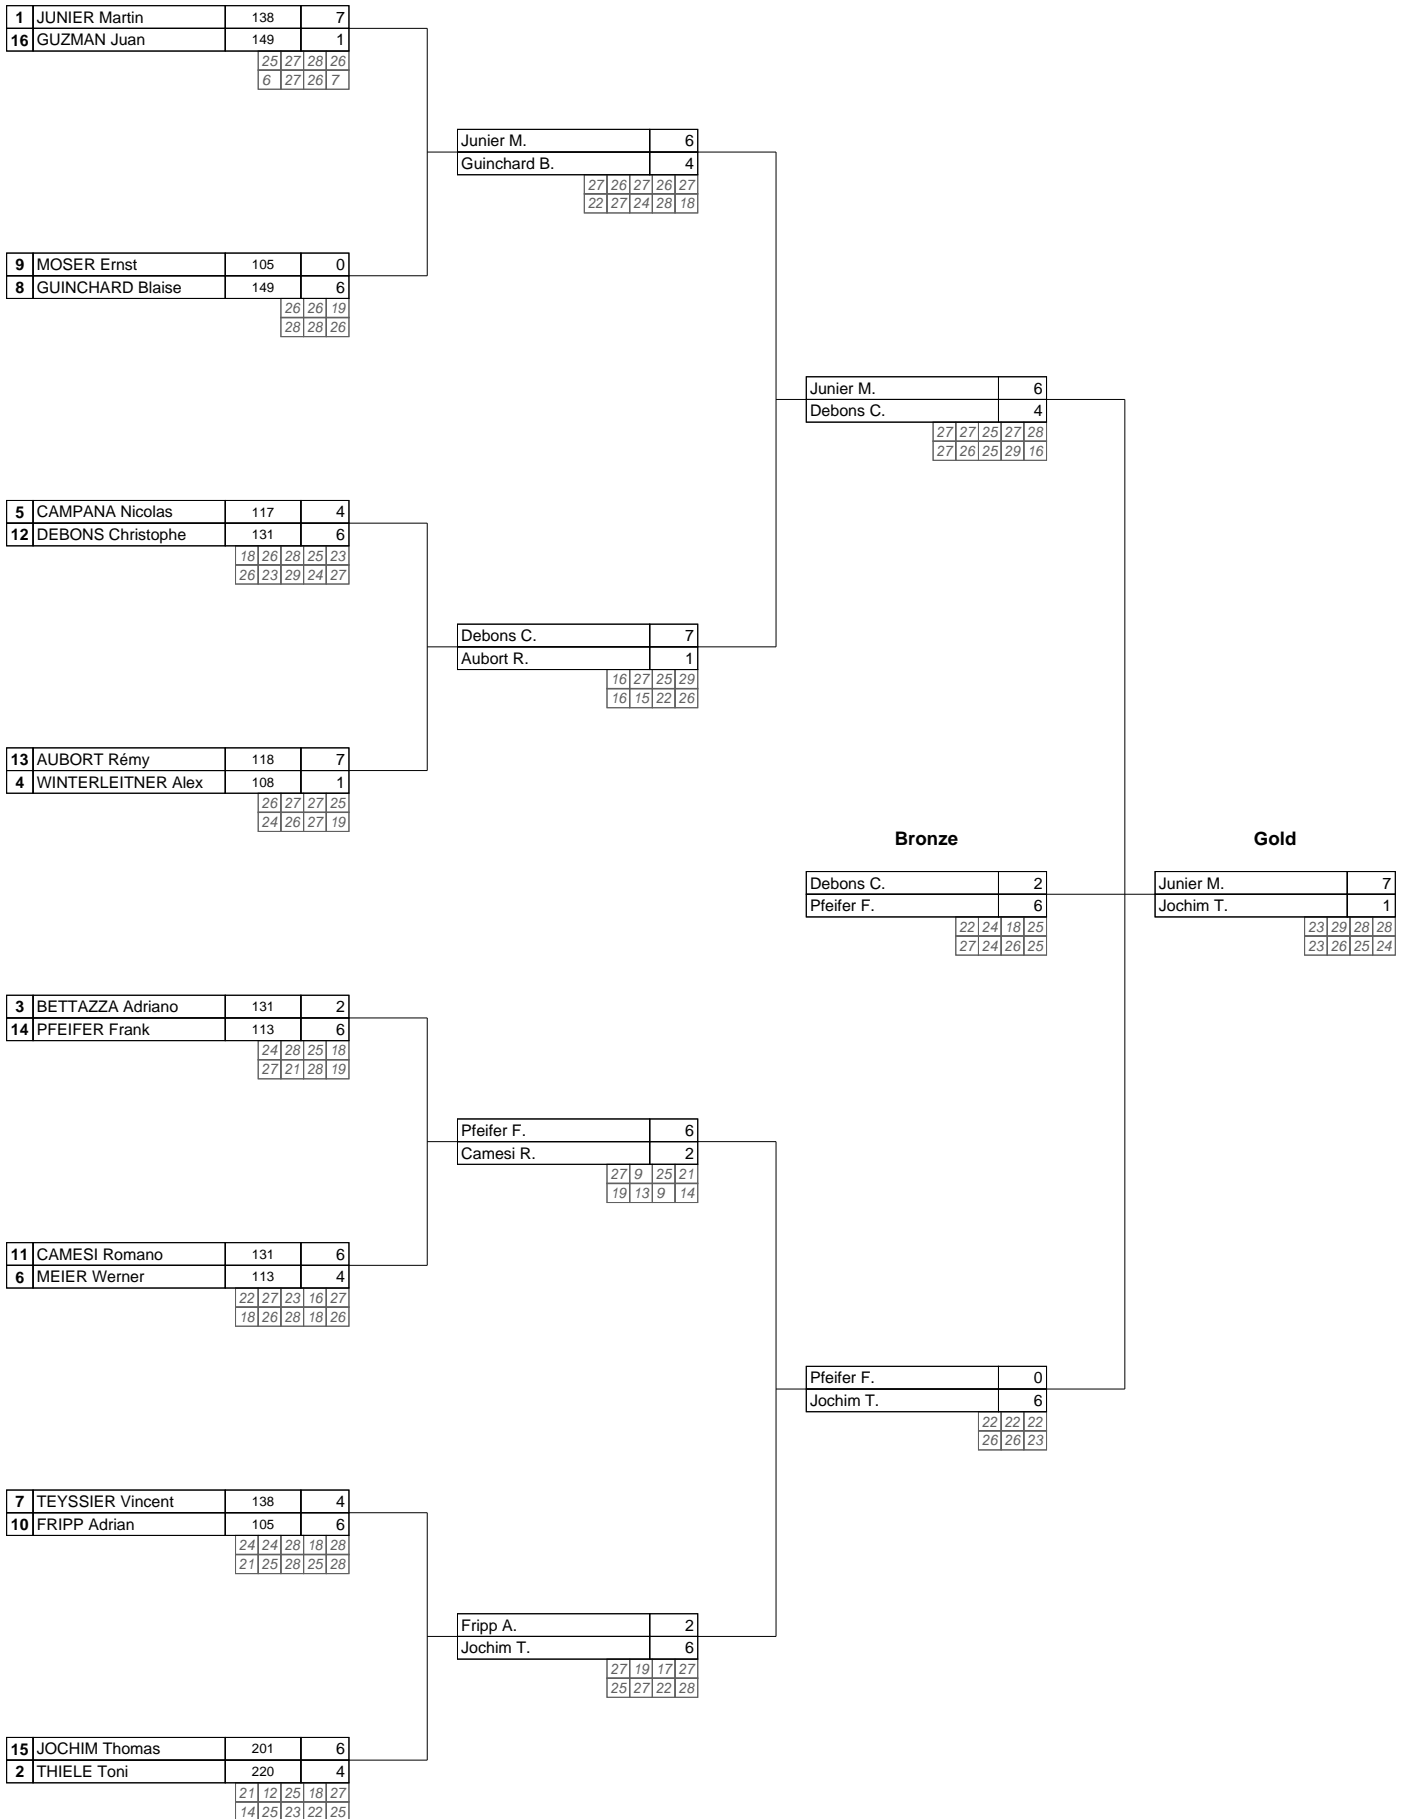 1 JUNIER Martin 138 7
16 GUZMAN Juan 149 1
25 27 28 26
6 27 26 7
Junier M. 6
Guinchard B. 4
27 26 27 26 27
22 27 24 28 18
9 MOSER Ernst 105 0
8 GUINCHARD Blaise 149 6
26 26 19
28 28 26
Junier M. 6
Debons C. 4
27 27 25 27 28
27 26 25 29 16
5 CAMPANA Nicolas 117 4
12 DEBONS Christophe 131 6
18 26 28 25 23
26 23 29 24 27
Debons C. 7
Aubort R. 1
16 27 25 29
16 15 22 26
13 AUBORT Rémy 118 7
4 WINTERLEITNER Alex 108 1
26 27 27 25
24 26 27 19
Bronze Gold
Debons C. 2 Junier M. 7
Pfeifer F. 6 Jochim T. 1
22 24 18 25 23 29 28 28
27 24 26 25 23 26 25 24
3 BETTAZZA Adriano 131 2
14 PFEIFER Frank 113 6
24 28 25 18
27 21 28 19
Pfeifer F. 6
Camesi R. 2
27 9 25 21
19 13 9 14
11 CAMESI Romano 131 6
6 MEIER Werner 113 4
22 27 23 16 27
18 26 28 18 26
Pfeifer F. 0
Jochim T. 6
22 22 22
26 26 23
7 TEYSSIER Vincent 138 4
10 FRIPP Adrian 105 6
24 24 28 18 28
21 25 28 25 28
Fripp A. 2
Jochim T. 6
27 19 17 27
25 27 22 28
15 JOCHIM Thomas 201 6
2 THIELE Toni 220 4
21 12 25 18 27
14 25 23 22 25